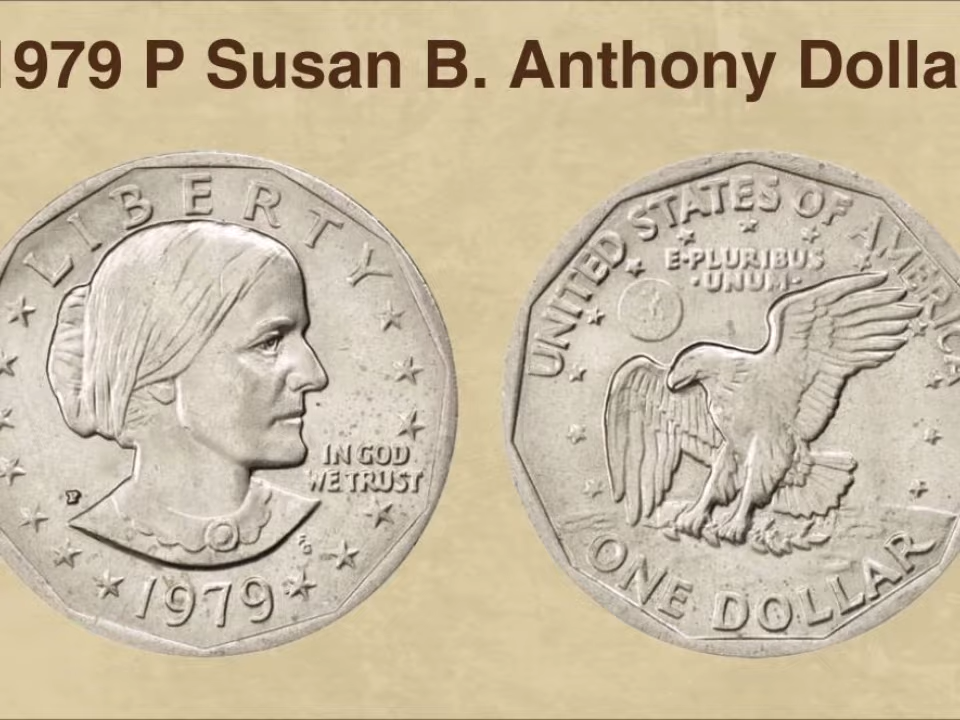 1979 P Susan B. Anthony Dolla
LIBERTY
IN GOD
WE TRUST
P
1979
UNITED STATES OF AMERICA
E·PLURIBUS
·UNUM·
ONE DOLLAR